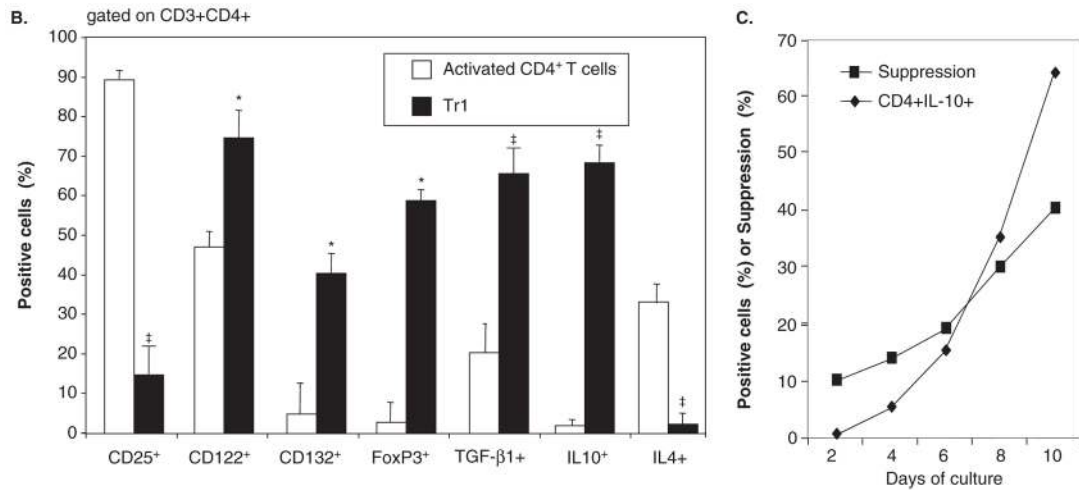 B.
gated on CD3+CD4+
Positive cells (%)
100
90
80
70
60
50
40
30
20
10
0
Activated CD4⁺ T cells
Tr1
‡
*
*
*
‡
‡
‡
CD25⁺
CD122⁺
CD132⁺
FoxP3⁺
TGF-β1+
IL10⁺
IL4+
C.
Positive cells (%) or Suppression (%)
70
60
50
40
30
20
10
0
Suppression
CD4+IL-10+
2
4
6
8
10
Days of culture